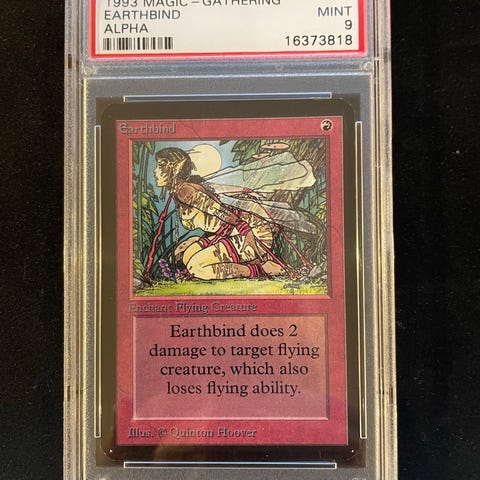 1993 MAGIC - GATHERING
EARTHBIND
MINT
ALPHA
9
16373818
Earthbind
Enchant Flying Creature
Earthbind does 2
damage to target flying
creature, which also
loses flying ability.
Illus. © Quinton Hoover